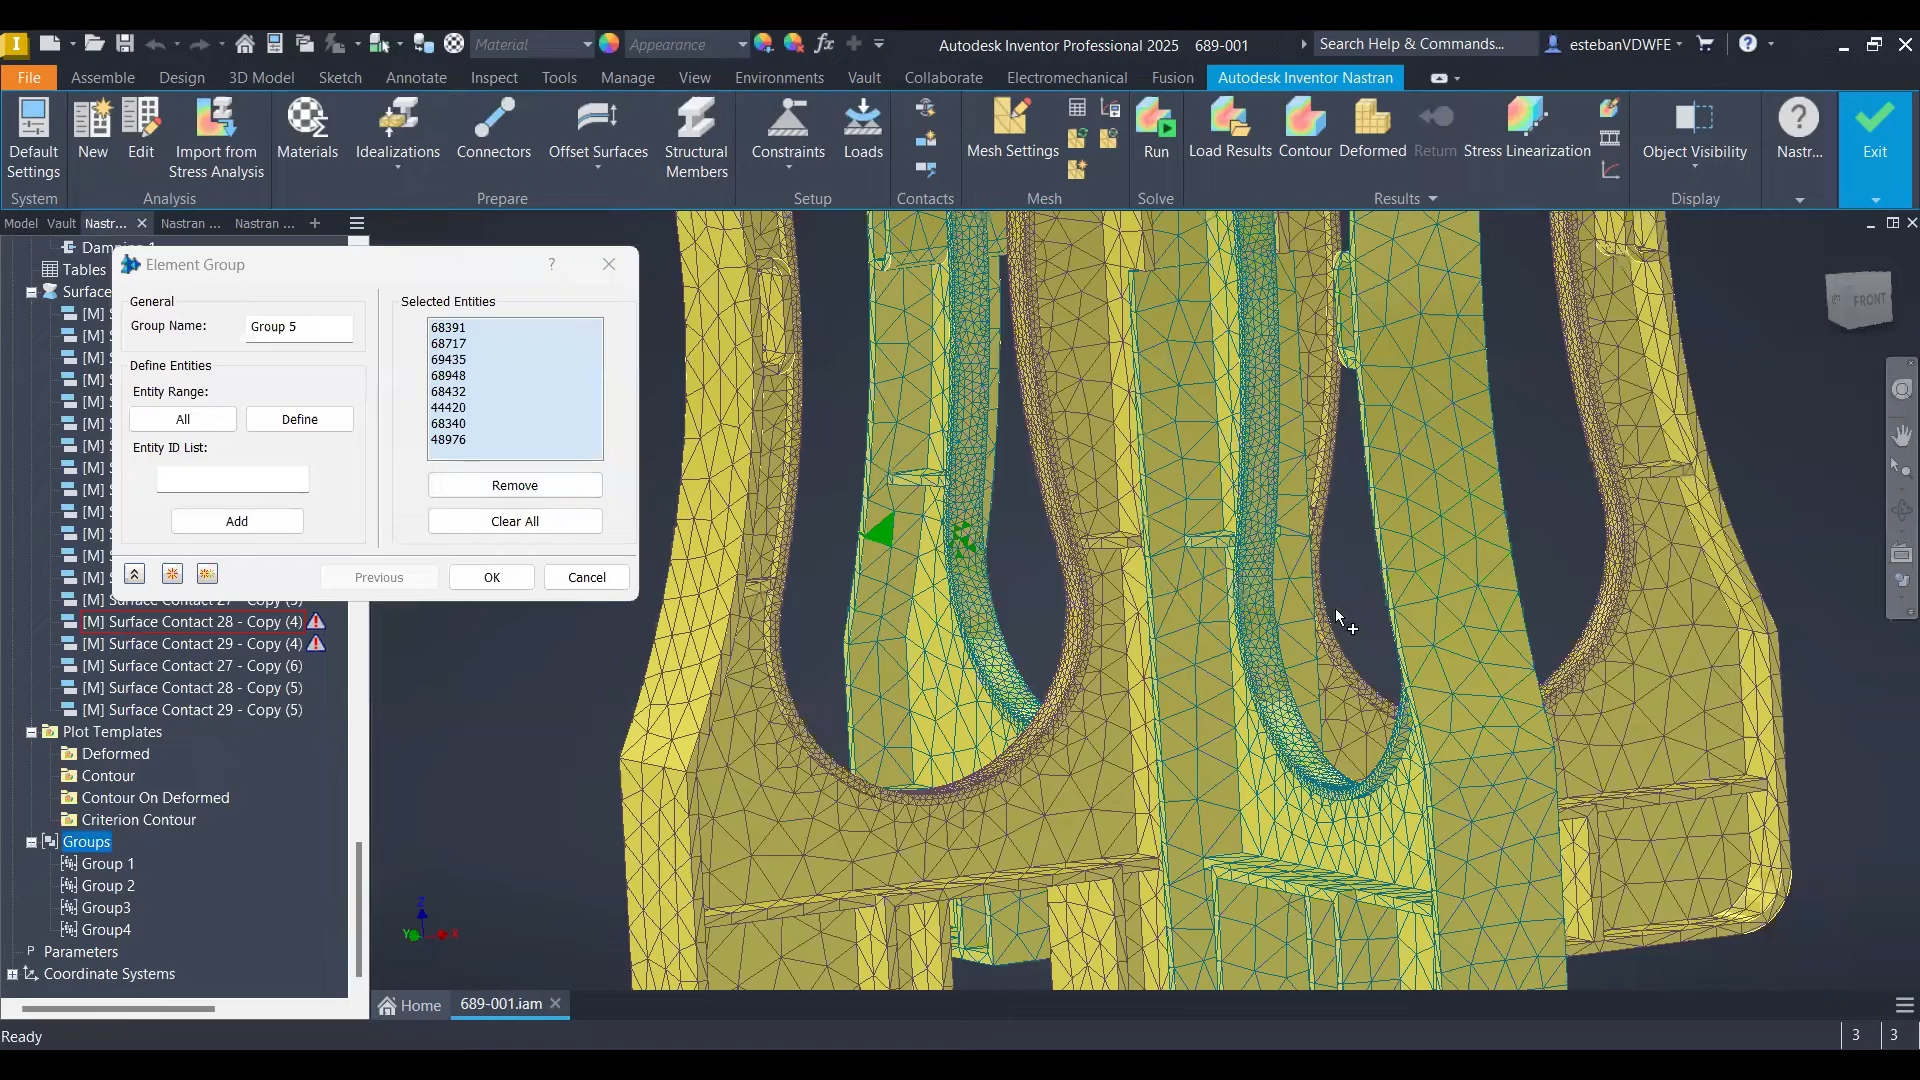 Material
Appearance
Autodesk Inventor Professional 2025 689-001
Search Help & Commands...
estebanVDWFE
File
Assemble
Design
3D Model
Sketch
Annotate
Inspect
Tools
Manage
View
Environments
Vault
Collaborate
Electromechanical
Fusion
Autodesk Inventor Nastran
Default Settings
New
Edit
Import from Stress Analysis
Materials
Idealizations
Connectors
Offset Surfaces
Structural Members
Constraints
Loads
Mesh Settings
Run
Load Results
Contour
Deformed
Return
Stress Linearization
Object Visibility
Nastr...
Exit
System
Analysis
Prepare
Setup
Contacts
Mesh
Solve
Results
Display
Model
Vault
Nastr...
Nastran ...
Nastran ...
Tables
Surface
[M] S
[M] S
[M] S
[M] S
[M] S
[M] S
[M] S
[M] S
[M] S
[M] S
[M] S
[M] S
[M] S
[M] Surface Contact 28 - Copy (4)
[M] Surface Contact 29 - Copy (4)
[M] Surface Contact 27 - Copy (6)
[M] Surface Contact 28 - Copy (5)
[M] Surface Contact 29 - Copy (5)
Plot Templates
Deformed
Contour
Contour On Deformed
Criterion Contour
Groups
Group 1
Group 2
Group3
Group4
Parameters
Coordinate Systems
Element Group
General
Group Name:
Group 5
Define Entities
Entity Range:
All
Define
Entity ID List:
Add
Selected Entities
68391
68717
69435
68948
68432
44420
68340
48976
Remove
Clear All
Previous
OK
Cancel
FRONT
Z
Y
X
Home
689-001.iam
Ready
3
3